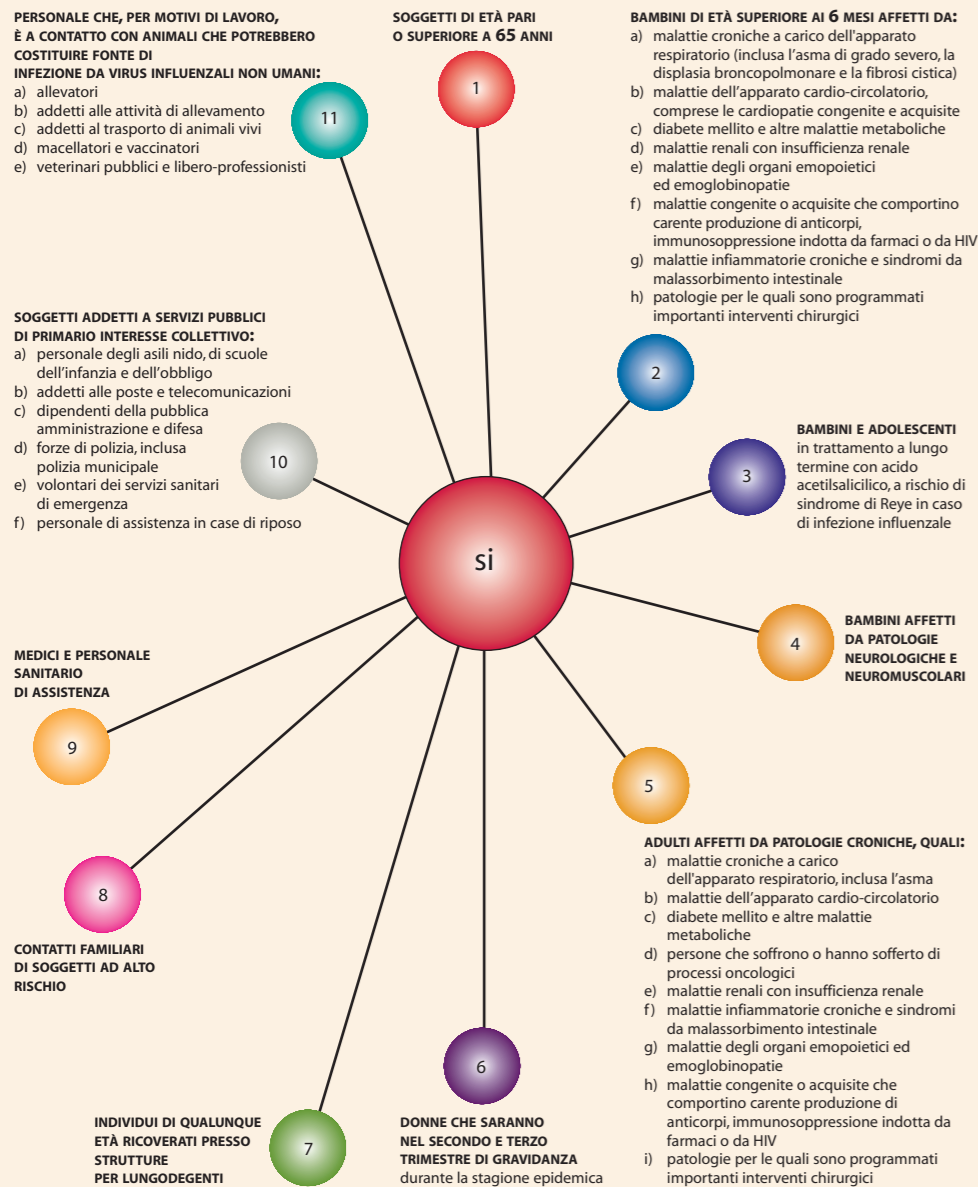 PERSONALE CHE, PER MOTIVI DI LAVORO,
È A CONTATTO CON ANIMALI CHE POTREBBERO
COSTITUIRE FONTE DI
INFEZIONE DA VIRUS INFLUENZALI NON UMANI:
a) allevatori
b) addetti alle attività di allevamento
c) addetti al trasporto di animali vivi
d) macellatori e vaccinatori
e) veterinari pubblici e libero-professionisti
11
SOGGETTI DI ETÀ PARI
O SUPERIORE A 65 ANNI
1
BAMBINI DI ETÀ SUPERIORE AI 6 MESI AFFETTI DA:
a) malattie croniche a carico dell'apparato
respiratorio (inclusa l'asma di grado severo, la
displasia broncopolmonare e la fibrosi cistica)
b) malattie dell'apparato cardio-circolatorio,
comprese le cardiopatie congenite e acquisite
c) diabete mellito e altre malattie metaboliche
d) malattie renali con insufficienza renale
e) malattie degli organi emopoietici
ed emoglobinopatie
f) malattie congenite o acquisite che comportino
carente produzione di anticorpi,
immunosoppressione indotta da farmaci o da HIV
g) malattie infiammatorie croniche e sindromi da
malassorbimento intestinale
h) patologie per le quali sono programmati
importanti interventi chirurgici
2
SOGGETTI ADDETTI A SERVIZI PUBBLICI
DI PRIMARIO INTERESSE COLLETTIVO:
a) personale degli asili nido, di scuole
dell'infanzia e dell'obbligo
b) addetti alle poste e telecomunicazioni
c) dipendenti della pubblica
amministrazione e difesa
d) forze di polizia, inclusa
polizia municipale
e) volontari dei servizi sanitari
di emergenza
f) personale di assistenza in case di riposo
10
BAMBINI E ADOLESCENTI
in trattamento a lungo
termine con acido
acetilsalicilico, a rischio di
sindrome di Reye in caso
di infezione influenzale
3
si
BAMBINI AFFETTI
DA PATOLOGIE
NEUROLOGICHE E
NEUROMUSCOLARI
4
MEDICI E PERSONALE
SANITARIO
DI ASSISTENZA
9
5
ADULTI AFFETTI DA PATOLOGIE CRONICHE, QUALI:
a) malattie croniche a carico
dell'apparato respiratorio, inclusa l'asma
b) malattie dell'apparato cardio-circolatorio
c) diabete mellito e altre malattie
metaboliche
d) persone che soffrono o hanno sofferto di
processi oncologici
e) malattie renali con insufficienza renale
f) malattie infiammatorie croniche e sindromi
da malassorbimento intestinale
g) malattie degli organi emopoietici ed
emoglobinopatie
h) malattie congenite o acquisite che
comportino carente produzione di
anticorpi, immunosoppressione indotta da
farmaci o da HIV
i) patologie per le quali sono programmati
importanti interventi chirurgici
8
CONTATTI FAMILIARI
DI SOGGETTI AD ALTO
RISCHIO
6
DONNE CHE SARANNO
NEL SECONDO E TERZO
TRIMESTRE DI GRAVIDANZA
durante la stagione epidemica
INDIVIDUI DI QUALUNQUE
ETÀ RICOVERATI PRESSO
STRUTTURE
PER LUNGODEGENTI
7